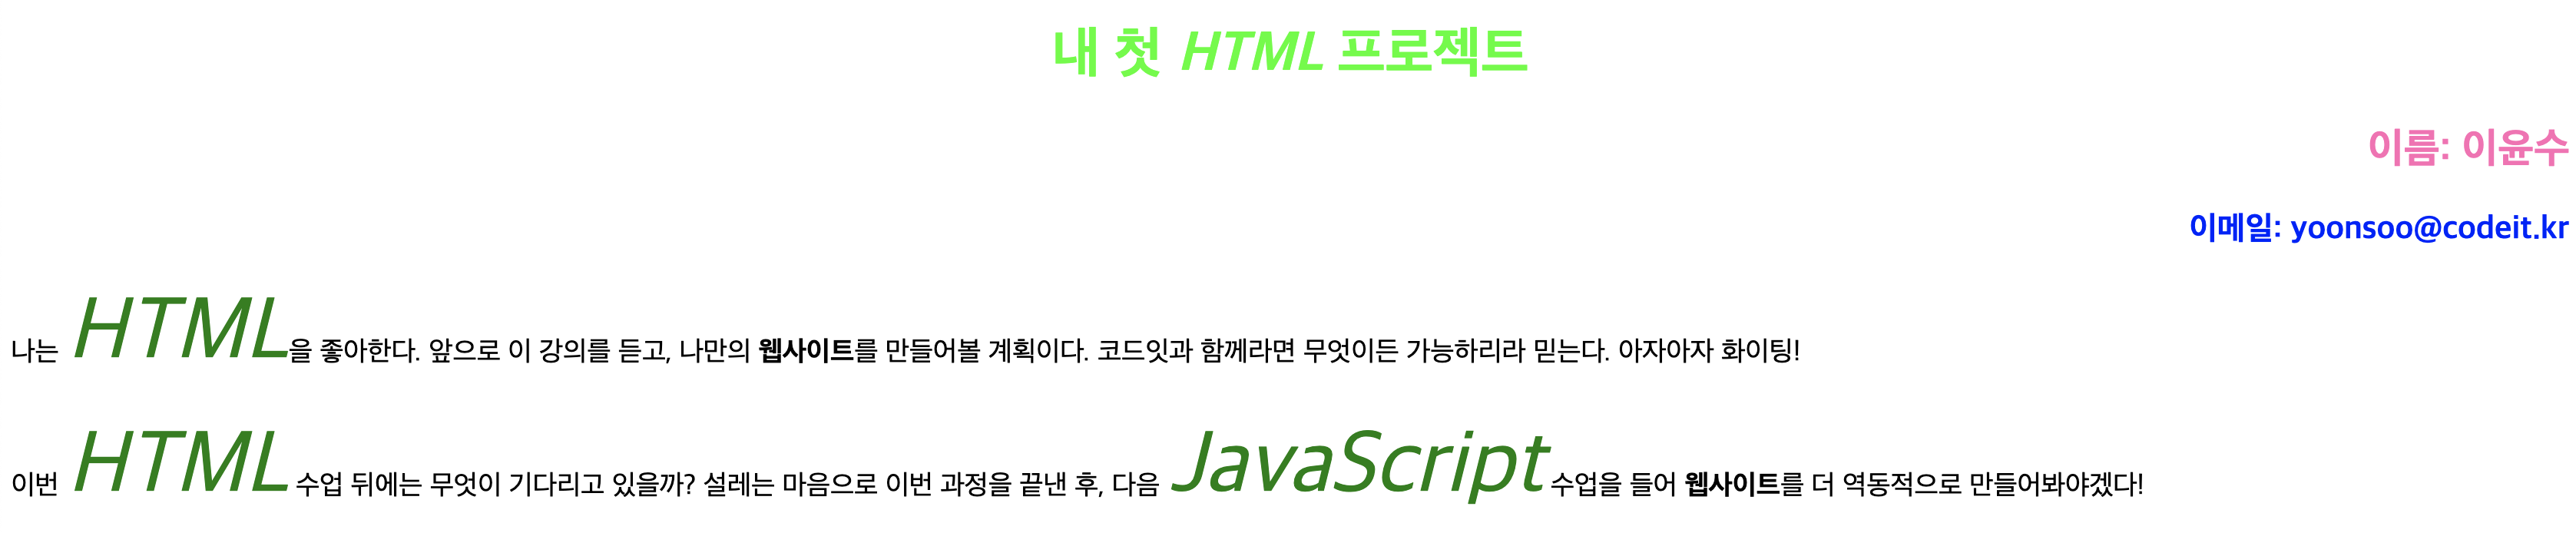 내 첫 HTML 프로젝트
이름: 이윤수
이메일: yoonsoo@codeit.kr
나는 HTML을 좋아한다. 앞으로 이 강의를 듣고, 나만의 웹사이트를 만들어볼 계획이다. 코드잇과 함께라면 무엇이든 가능하리라 믿는다. 아자아자 화이팅!
이번 HTML 수업 뒤에는 무엇이 기다리고 있을까? 설레는 마음으로 이번 과정을 끝낸 후, 다음 JavaScript 수업을 들어 웹사이트를 더 역동적으로 만들어봐야겠다!